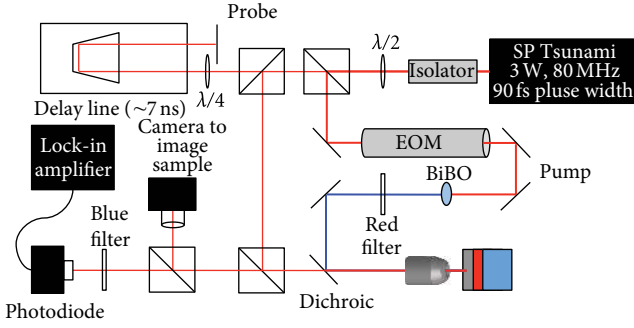 Probe
λ/4
λ/2
Isolator
SP Tsunami
3 W, 80 MHz
90 fs pluse width
Delay line (~7 ns)
Lock-in
amplifier
Camera to
image
sample
EOM
BiBO
Pump
Blue
filter
Red
filter
Photodiode
Dichroic